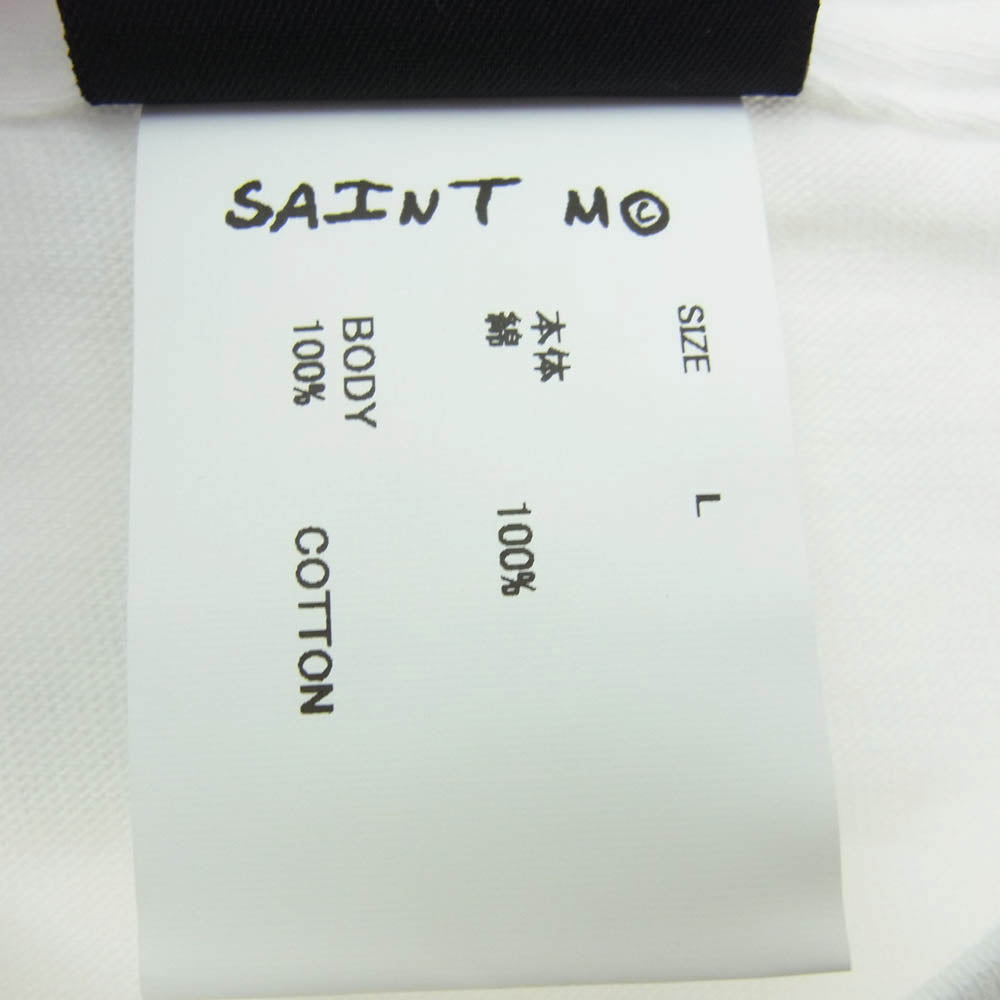 SAINT M©
SIZE L
本体
綿 100%
BODY
100% COTTON